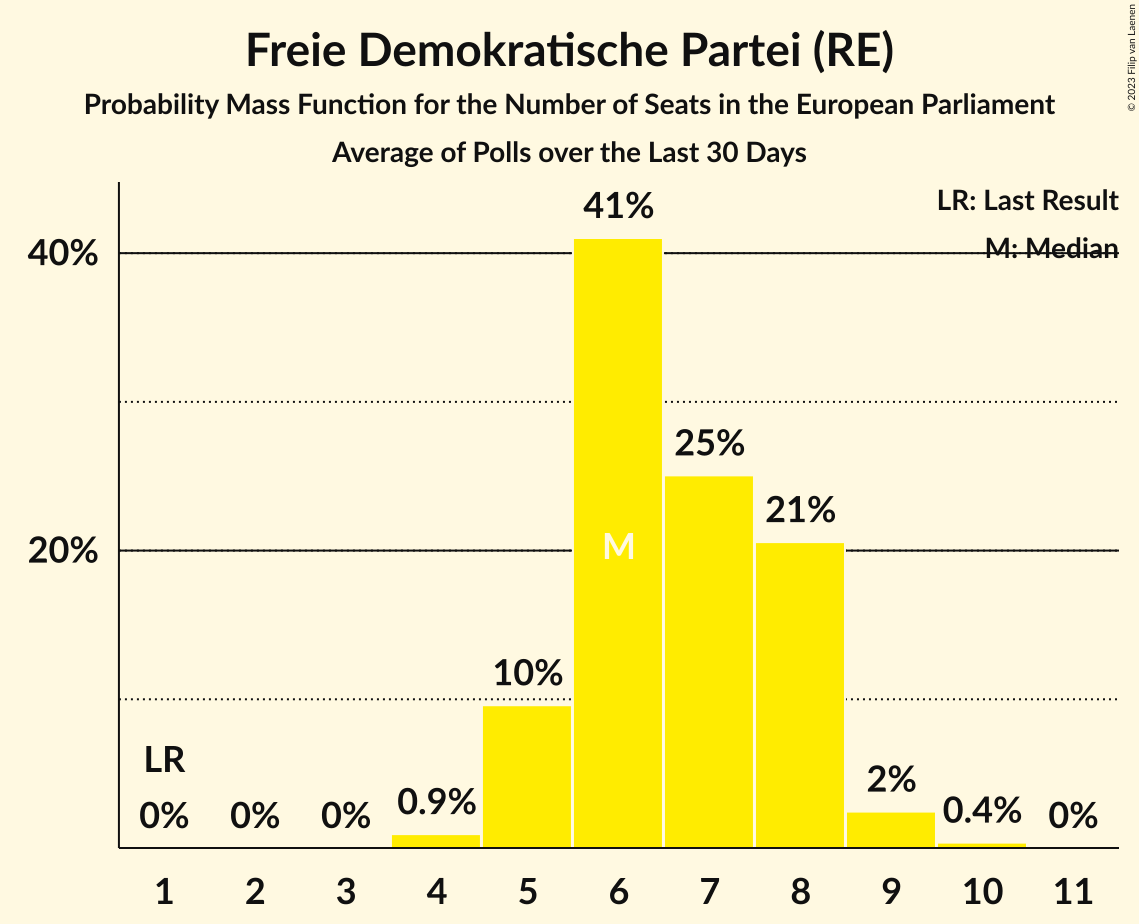 Freie Demokratische Partei (RE)
Probability Mass Function for the Number of Seats in the European Parliament
Average of Polls over the Last 30 Days
© 2023 Filip van Laenen
LR: Last Result
M: Median
40%
20%
41%
25%
21%
M
10%
LR
0%
0%
0%
0.9%
2%
0.4%
0%
1 2 3 4 5 6 7 8 9 10 11